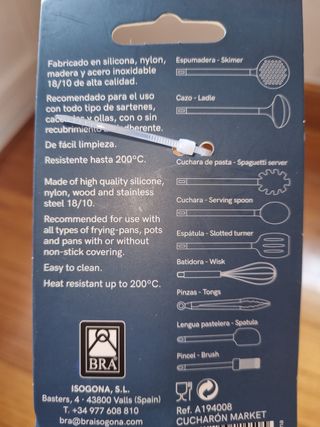 Fabricado en silicona, nylon,
madera y acero inoxidable
18/10 de alta calidad.
Recomendado para el uso
con todo tipo de sartenes,
y ollas, con o sin
recubrimiento
De fácil limpieza.
Resistente hasta 200°C.
Made of high quality silicone,
nylon, wood and stainless
steel 18/10.
Recommended for use with
all types of frying-pans, pots
and pans with or without
non-stick covering.
Easy to clean.
Heat resistant up to 200°C.
BRA
ISOGONA, S.L.
Basters, 4 - 43800 Valls (Spain)
T. +34 977 608 810
bra@braisogona.com
Espumadera - Skimer
Cazo - Ladle
Cuchara de pasta - Spaguetti server
Cuchara - Serving spoon
Espátula - Slotted turner
Batidora - Wisk
Pinzas - Tongs
Lengua pastelera - Spatula
Pincel - Brush
Ref. A194008
CUCHARÓN MARKET